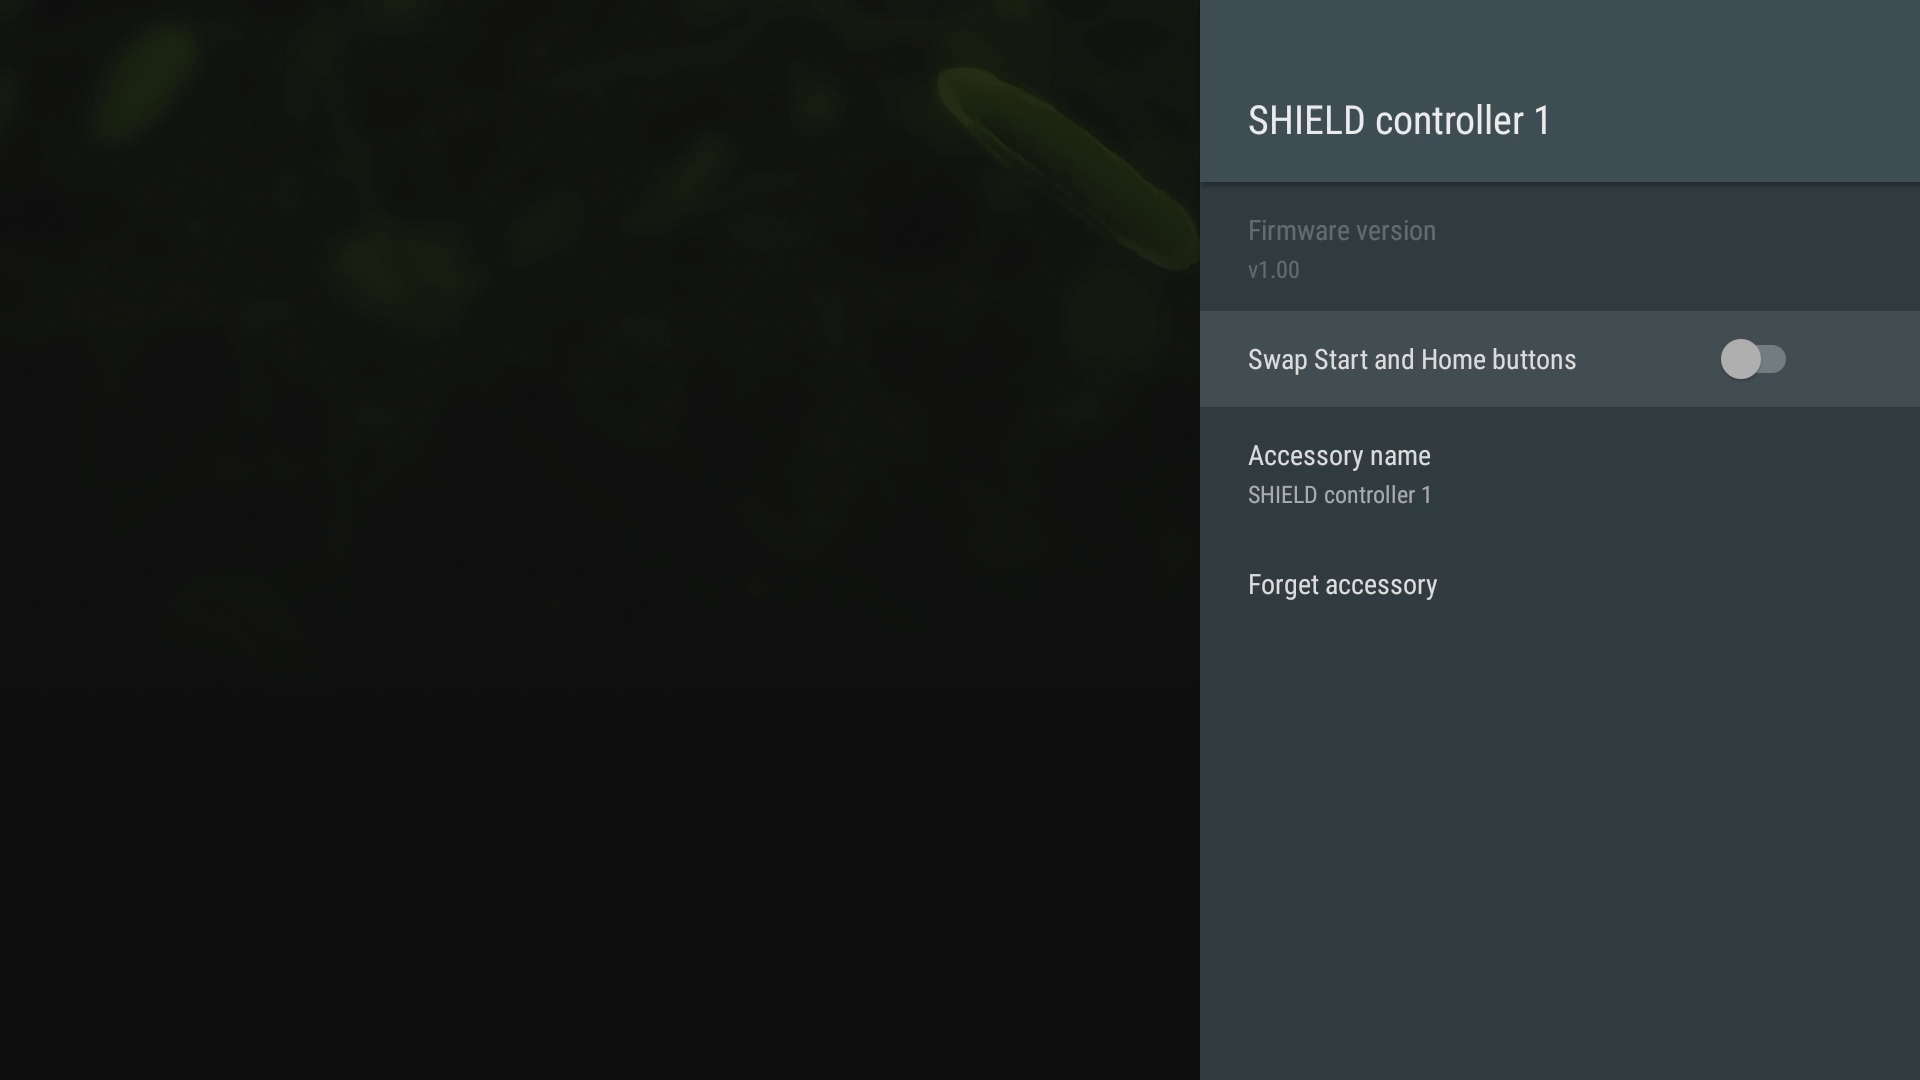 SHIELD controller 1
Firmware version
v1.00
Swap Start and Home buttons
Accessory name
SHIELD controller 1
Forget accessory